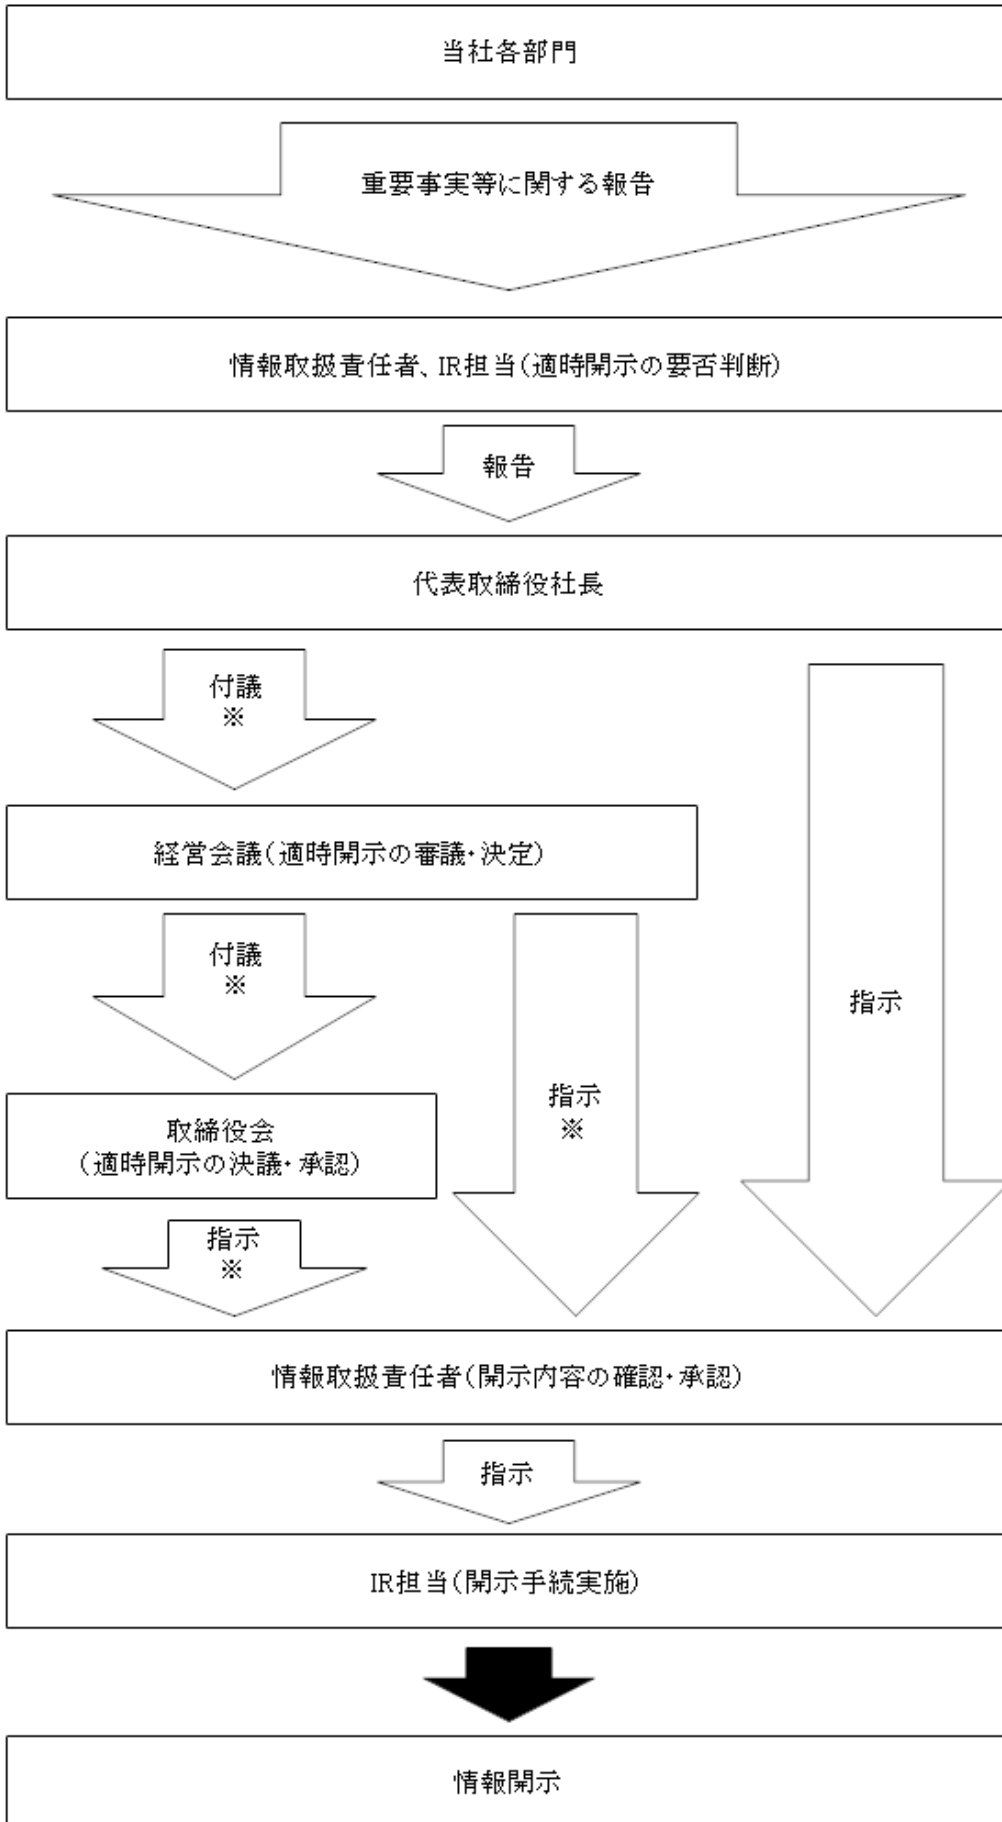 当社各部門
重要事実等に関する報告
情報取扱責任者、IR担当(適時開示の要否判断)
報告
代表取締役社長
付議
※
経営会議(適時開示の審議・決定)
付議
※
指示
指示
※
取締役会
(適時開示の決議・承認)
指示
※
情報取扱責任者(開示内容の確認・承認)
指示
IR担当(開示手続実施)
情報開示